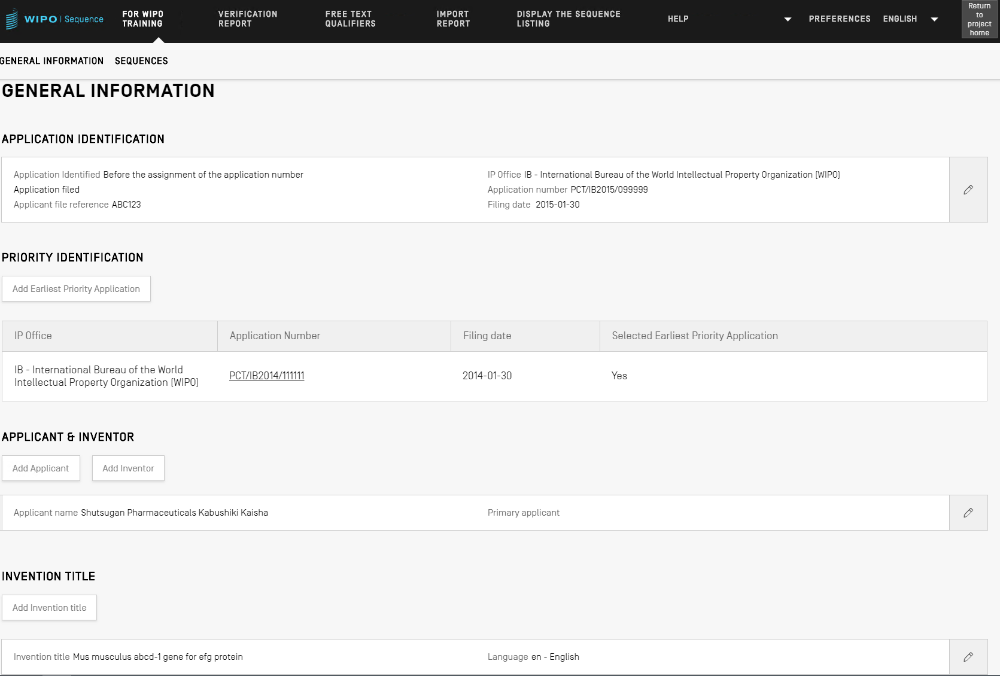 WIPO | Sequence
FOR WIPO
TRAINING
VERIFICATION
REPORT
FREE TEXT
QUALIFIERS
IMPORT
REPORT
DISPLAY THE SEQUENCE
LISTING
HELP
PREFERENCES
ENGLISH
Return
to
project
home
GENERAL INFORMATION
SEQUENCES
GENERAL INFORMATION
APPLICATION IDENTIFICATION
Application Identified Before the assignment of the application number
IP Office IB - International Bureau of the World Intellectual Property Organization (WIPO)
Application filed
Application number PCT/IB2015/099999
Applicant file reference ABC123
Filing date 2015-01-30
PRIORITY IDENTIFICATION
Add Earliest Priority Application
IP Office
Application Number
Filing date
Selected Earliest Priority Application
IB - International Bureau of the World
Intellectual Property Organization (WIPO)
PCT/IB2014/111111
2014-01-30
Yes
APPLICANT & INVENTOR
Add Applicant
Add Inventor
Applicant name Shutsugan Pharmaceuticals Kabushiki Kaisha
Primary applicant
INVENTION TITLE
Add Invention title
Invention title Mus musculus abcd-1 gene for efg protein
Language en - English